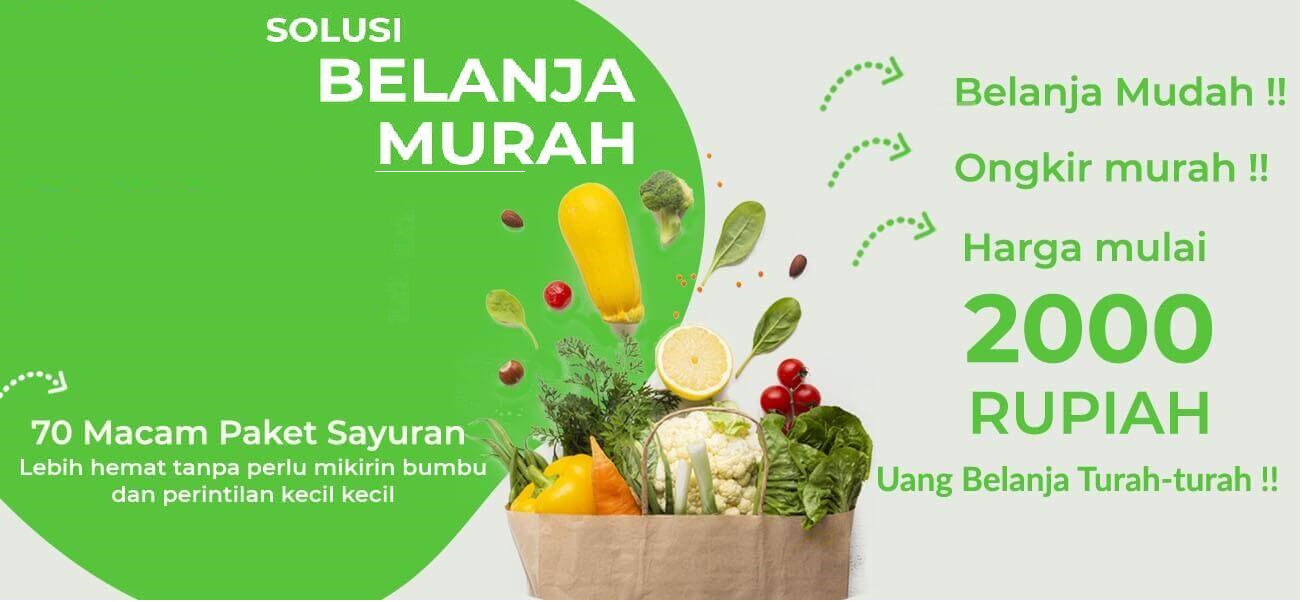 SOLUSI
BELANJA
MURAH
70 Macam Paket Sayuran
Lebih hemat tanpa perlu mikirin bumbu
dan perintilan kecil kecil
Belanja Mudah !!
Ongkir murah !!
Harga mulai
2000
RUPIAH
Uang Belanja Turah-turah !!